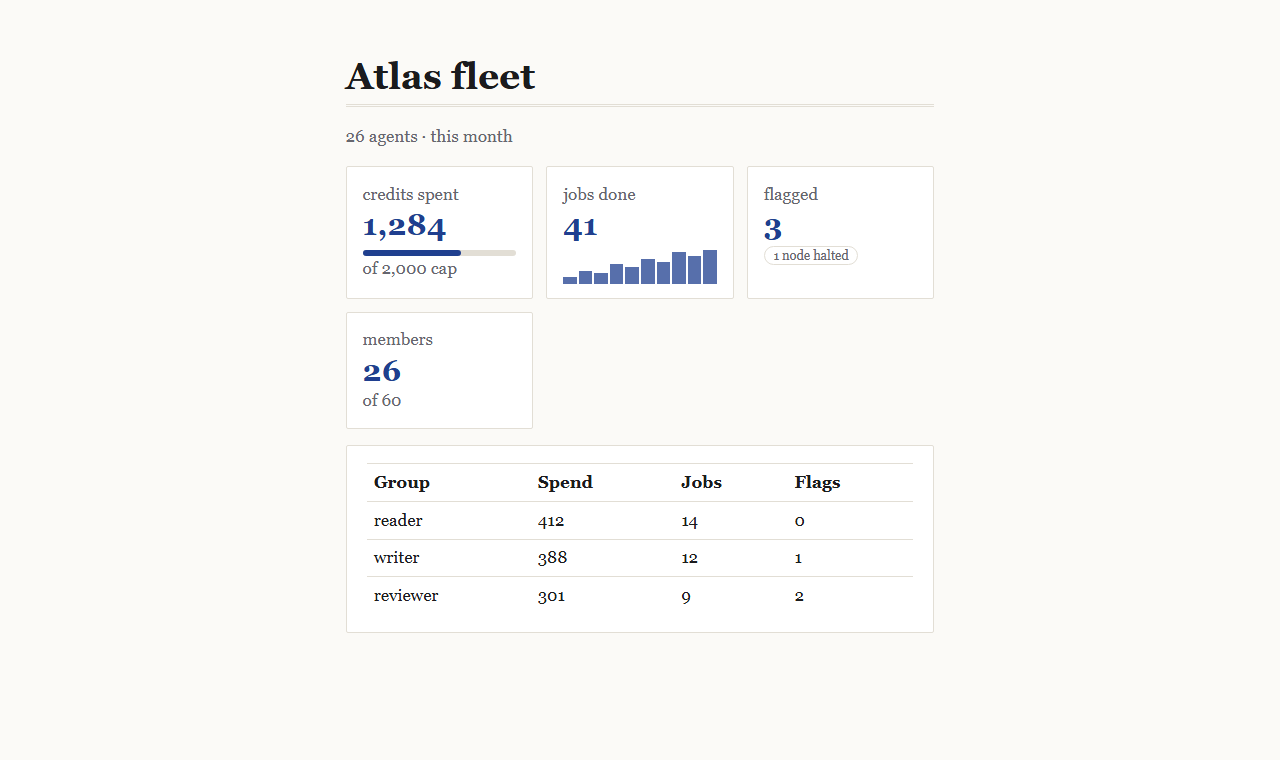 Atlas fleet
26 agents · this month
credits spent
1,284
of 2,000 cap
jobs done
41
flagged
3
1 node halted
members
26
of 60
Group Spend Jobs Flags
reader 412 14 0
writer 388 12 1
reviewer 301 9 2